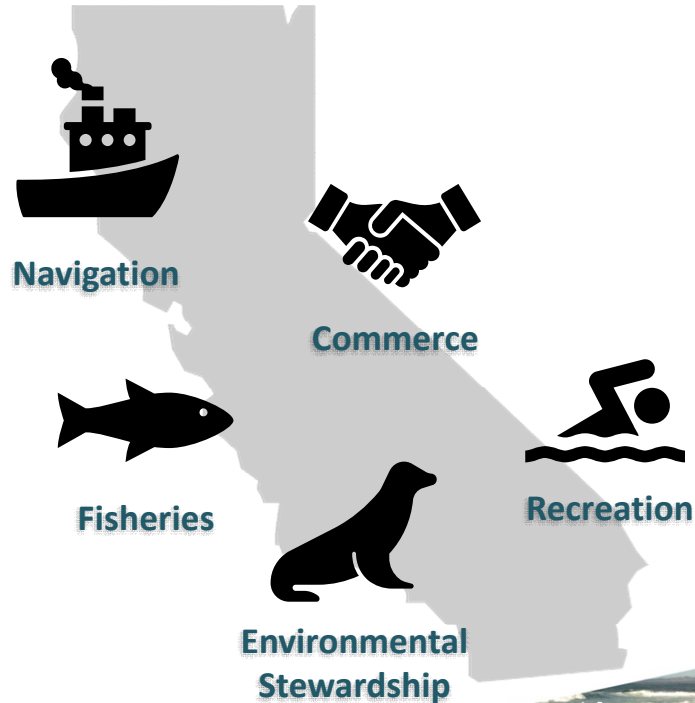 Navigation
Commerce
Fisheries
Recreation
Environmental
Stewardship